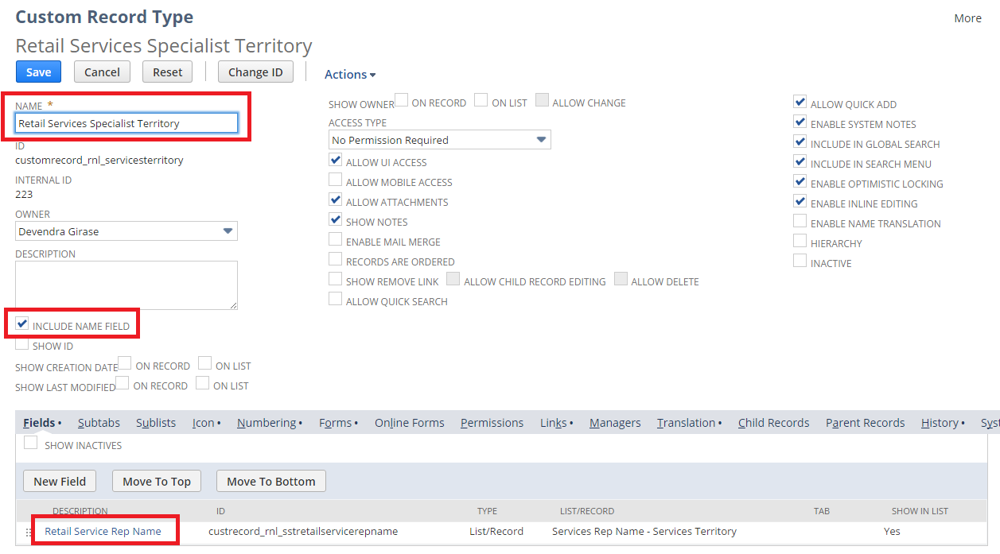 Custom Record Type
More
Retail Services Specialist Territory
Save Cancel Reset Change ID Actions
NAME *
Retail Services Specialist Territory
ID
customrecord_rnl_servicesterritory
INTERNAL ID
223
OWNER
Devendra Girase
DESCRIPTION
INCLUDE NAME FIELD
SHOW ID
SHOW CREATION DATE ON RECORD ON LIST
SHOW LAST MODIFIED ON RECORD ON LIST
SHOW OWNER ON RECORD ON LIST ALLOW CHANGE
ACCESS TYPE
No Permission Required
ALLOW UI ACCESS
ALLOW MOBILE ACCESS
ALLOW ATTACHMENTS
SHOW NOTES
ENABLE MAIL MERGE
RECORDS ARE ORDERED
SHOW REMOVE LINK ALLOW CHILD RECORD EDITING ALLOW DELETE
ALLOW QUICK SEARCH
ALLOW QUICK ADD
ENABLE SYSTEM NOTES
INCLUDE IN GLOBAL SEARCH
INCLUDE IN SEARCH MENU
ENABLE OPTIMISTIC LOCKING
ENABLE INLINE EDITING
ENABLE NAME TRANSLATION
HIERARCHY
INACTIVE
Fields • Subtabs Sublists Icon • Numbering • Forms • Online Forms Permissions Links • Managers Translation • Child Records Parent Records History • Syst
SHOW INACTIVES
New Field Move To Top Move To Bottom
DESCRIPTION ID TYPE LIST/RECORD TAB SHOW IN LIST
Retail Service Rep Name custrecord_rnl_sstretailservicerepname List/Record Services Rep Name - Services Territory Yes